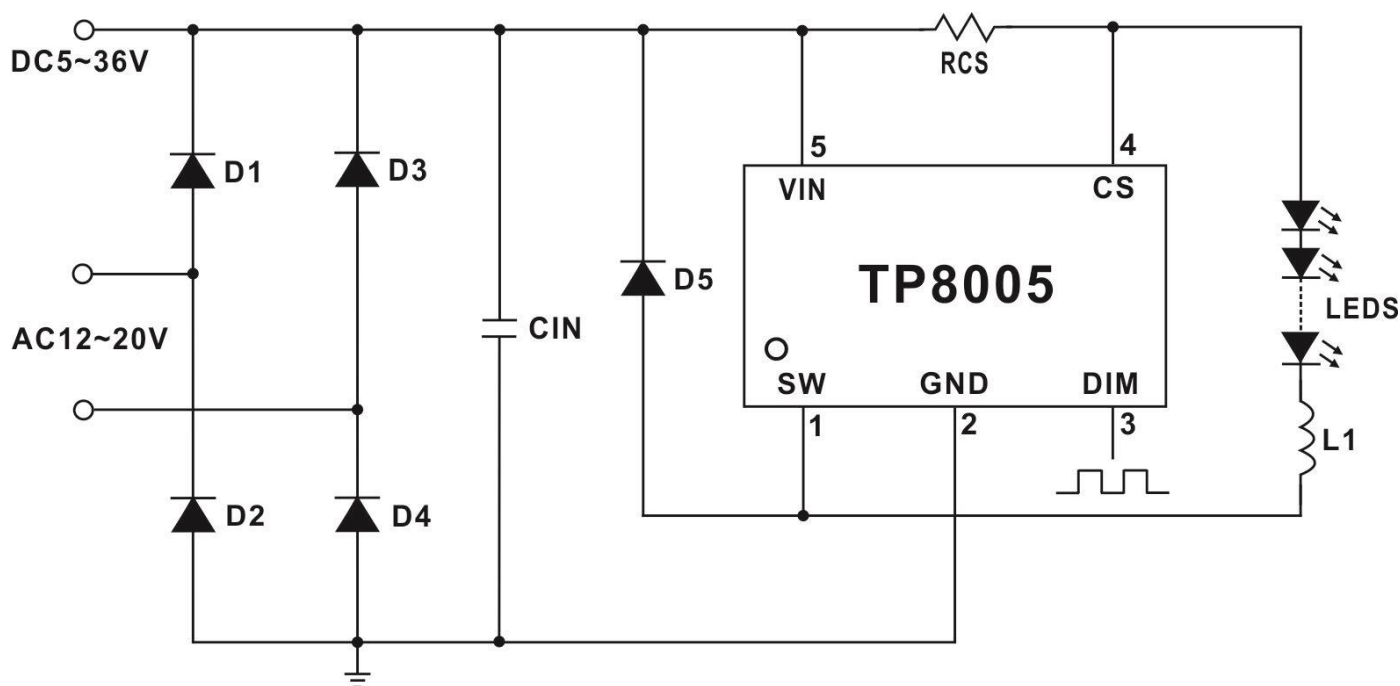 DC5~36V
RCS
5
4
D1
D3
VIN
CS
TP8005
D5
LEDS
AC12~20V
CIN
SW
GND
DIM
1
2
3
L1
D2
D4